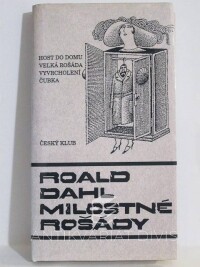 HOST DO DOMU
VELKÁ ROŠÁDA
VYVRCHOLENÍ
ČUBKA
ČESKÝ KLUB
ROALD
DAHL
MILOSTNÉ
ROŠÁDY